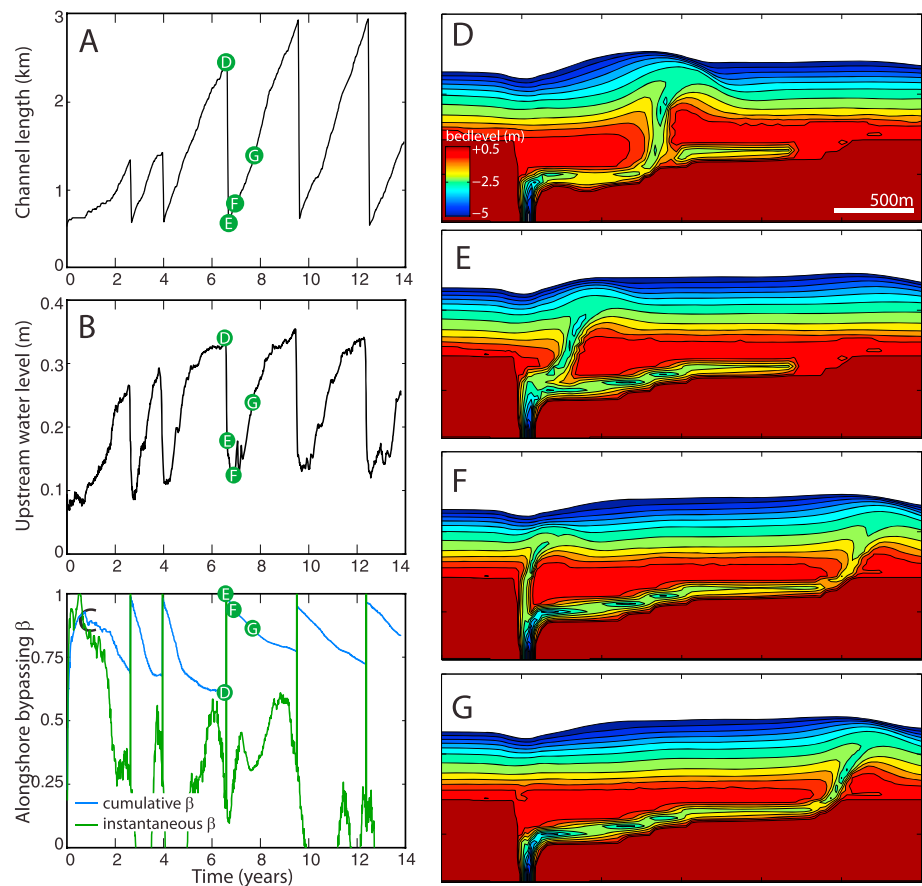 A
Channel length (km)
3
2
1
0
0 2 4 6 8 10 12 14
D
G
F
E
B
Upstream water level (m)
0.4
0.3
0.2
0.1
0
0 2 4 6 8 10 12 14
D
E
G
F
C
Alongshore bypassing β
1
0.75
0.5
0.25
0
E
F
G
D
cumulative β
instantaneous β
0 2 4 6 8 10 12 14
Time (years)
D
bedlevel (m)
+0.5
−2.5
−5
500m
E
F
G